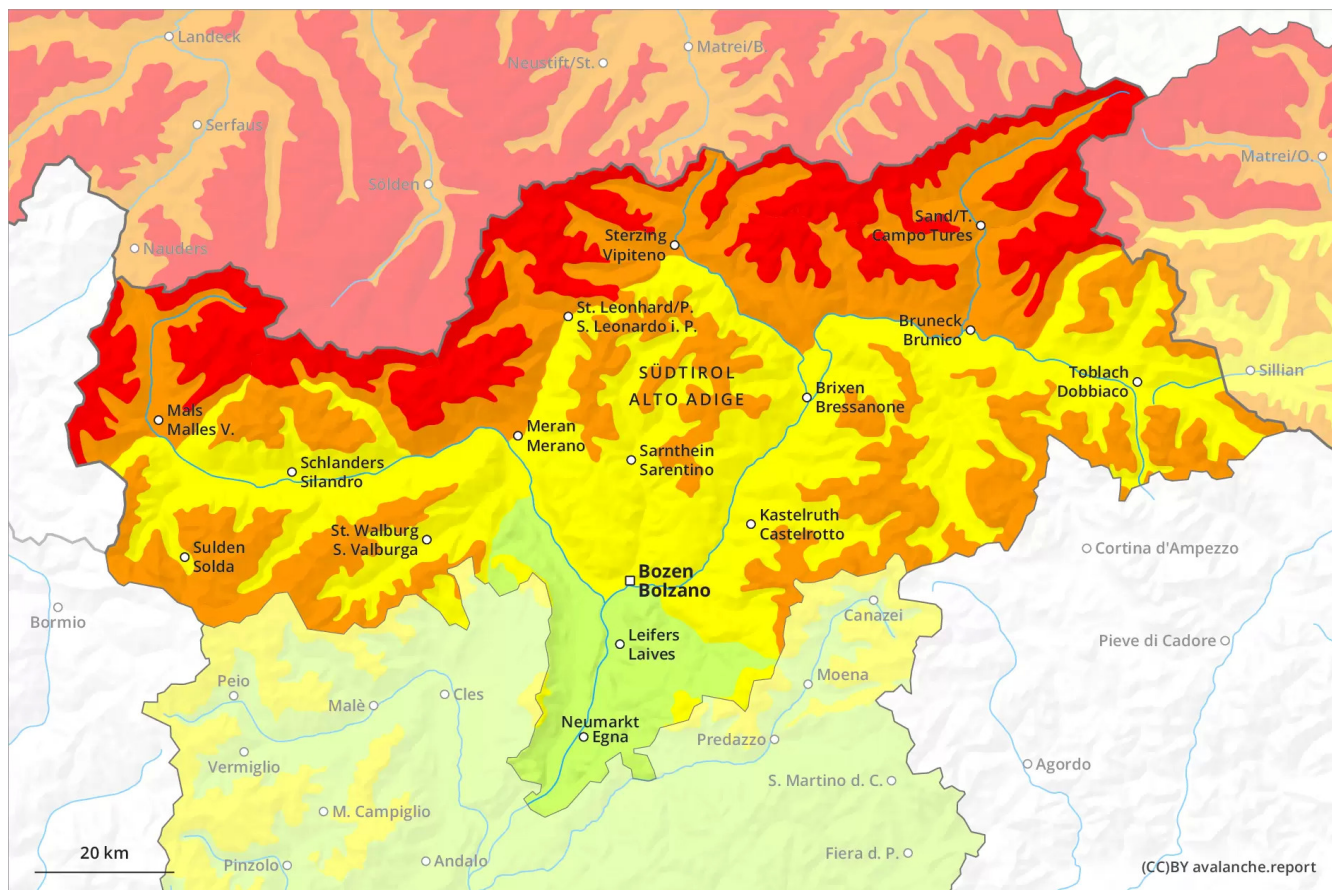 Landeck
Matrei/B.
Neustift/St.
Serfaus
Matrei/O.
Sölden
Sand/T.
Campo Tures
Nauders
Sterzing
Vipiteno
St. Leonhard/P.
S. Leonardo i. P.
Bruneck
Brunico
SÜDTIROL
ALTO ADIGE
Toblach
Dobbiaco
Sillian
Brixen
Bressanone
Mals
Malles V.
Meran
Merano
Sarnthein
Sarentino
Schlanders
Silandro
Kastelruth
Castelrotto
St. Walburg
S. Valburga
Sulden
Solda
Cortina d'Ampezzo
Bozen
Bolzano
Bormio
Canazei
Leifers
Laives
Pieve di Cadore
Peio
Malè
Cles
Moena
Neumarkt
Egna
Predazzo
Vermiglio
Agordo
S. Martino d. C.
M. Campiglio
20 km
Pinzolo
Andalo
Fiera d. P.
(CC)BY avalanche.report